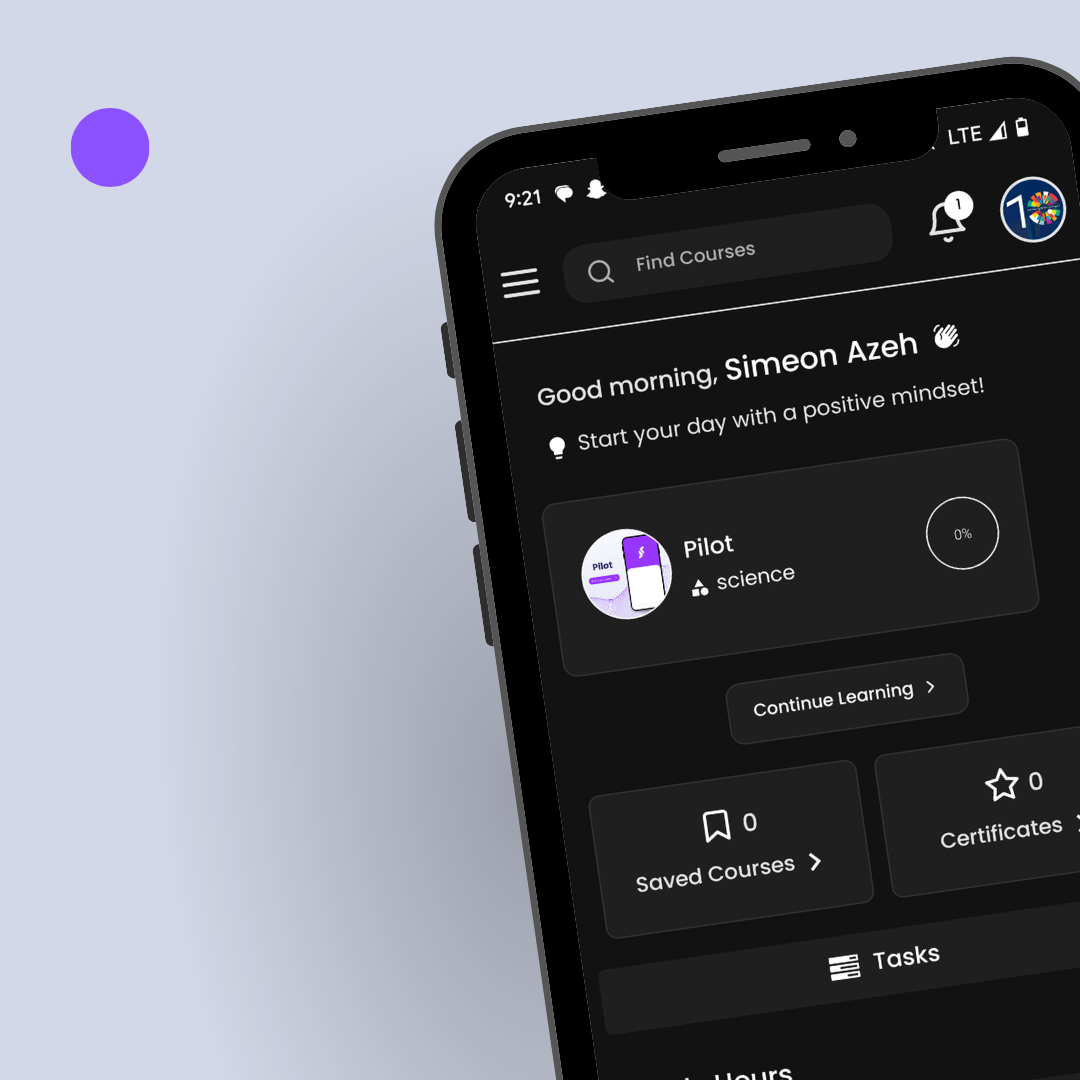 9:21
LTE
Find Courses
1
Good morning, Simeon Azeh
Start your day with a positive mindset!
Pilot
Pilot
science
0%
Continue Learning
0
Saved Courses
0
Certificates
Tasks
Hours